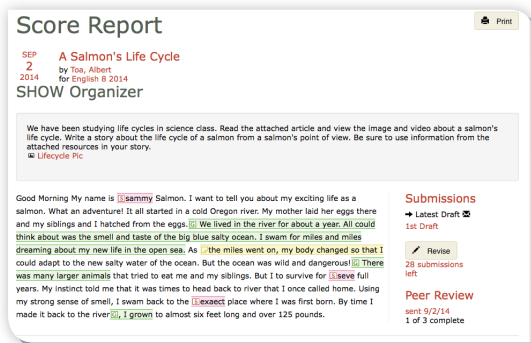 Score Report
Print
SEP
2
2014
A Salmon's Life Cycle
by Toa, Albert
for English 8 2014
SHOW Organizer
We have been studying life cycles in science class. Read the attached article and view the image and video about a salmon's
life cycle. Write a story about the life cycle of a salmon from a salmon's point of view. Be sure to use information from the
attached resources in your story.
Lifecycle Pic
Good Morning My name is S sammy Salmon. I want to tell you about my exciting life as a
salmon. What an adventure! It all started in a cold Oregon river. My mother laid her eggs there
and my siblings and I hatched from the eggs. G We lived in the river for about a year. All could
think about was the smell and taste of the big blue salty ocean. I swam for miles and miles
dreaming about my new life in the open sea. As the miles went on, my body changed so that I
could adapt to the new salty water of the ocean. But the ocean was wild and dangerous! G There
was many larger animals that tried to eat me and my siblings. But I to survive for S seve full
years. My instinct told me that it was times to head back to river that I once called home. Using
my strong sense of smell, I swam back to the S exaect place where I was first born. By time I
made it back to the river G , I grown to almost six feet long and over 125 pounds.
Submissions
Latest Draft
1st Draft
Revise
28 submissions
left
Peer Review
sent 9/2/14
1 of 3 complete